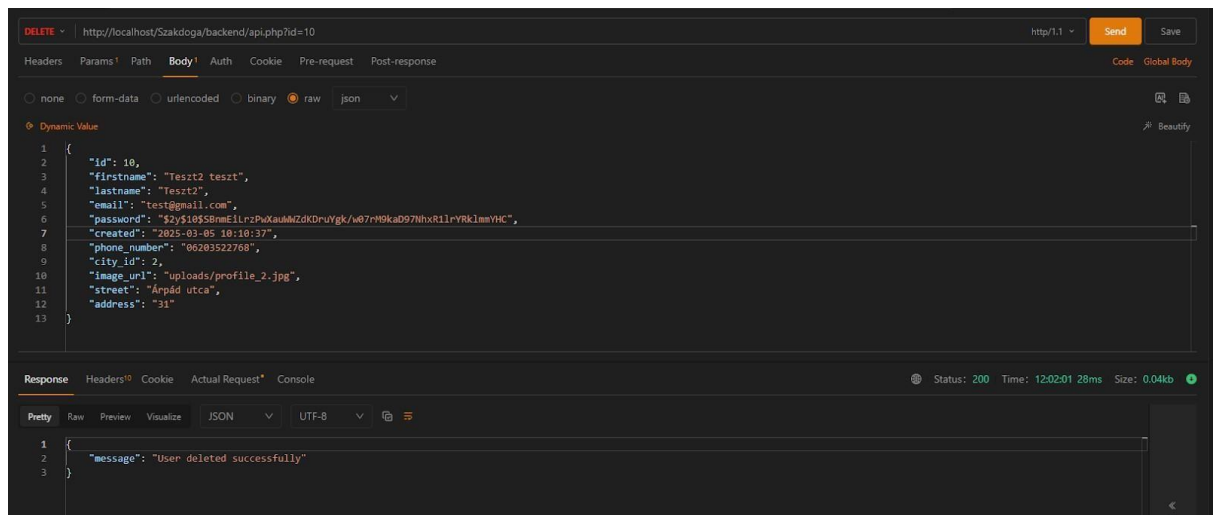 DELETE http://localhost/Szakdoga/backend/api.php?id=10 http/1.1 Send Save
Headers Params 1 Path Body 1 Auth Cookie Pre-request Post-response Code Global Body
none form-data urlencoded binary raw json
Dynamic Value Beautify
1 {
2 "id": 10,
3 "firstname": "Teszt2 teszt",
4 "lastname": "Teszt2",
5 "email": "test@gmail.com",
6 "password": "$2y$10$SBnmEiLrzPwXauWWZdKDruYgk/w07rM9kaD97NhxR1lrYRklmmYHC",
7 "created": "2025-03-05 10:10:37",
8 "phone_number": "06203522768",
9 "city_id": 2,
10 "image_url": "uploads/profile_2.jpg",
11 "street": "Árpád utca",
12 "address": "31"
13 }
Response Headers 10 Cookie Actual Request Console Status: 200 Time: 12:02:01 28ms Size: 0.04kb
Pretty Raw Preview Visualize JSON UTF-8
1 {
2 "message": "User deleted successfully"
3 }